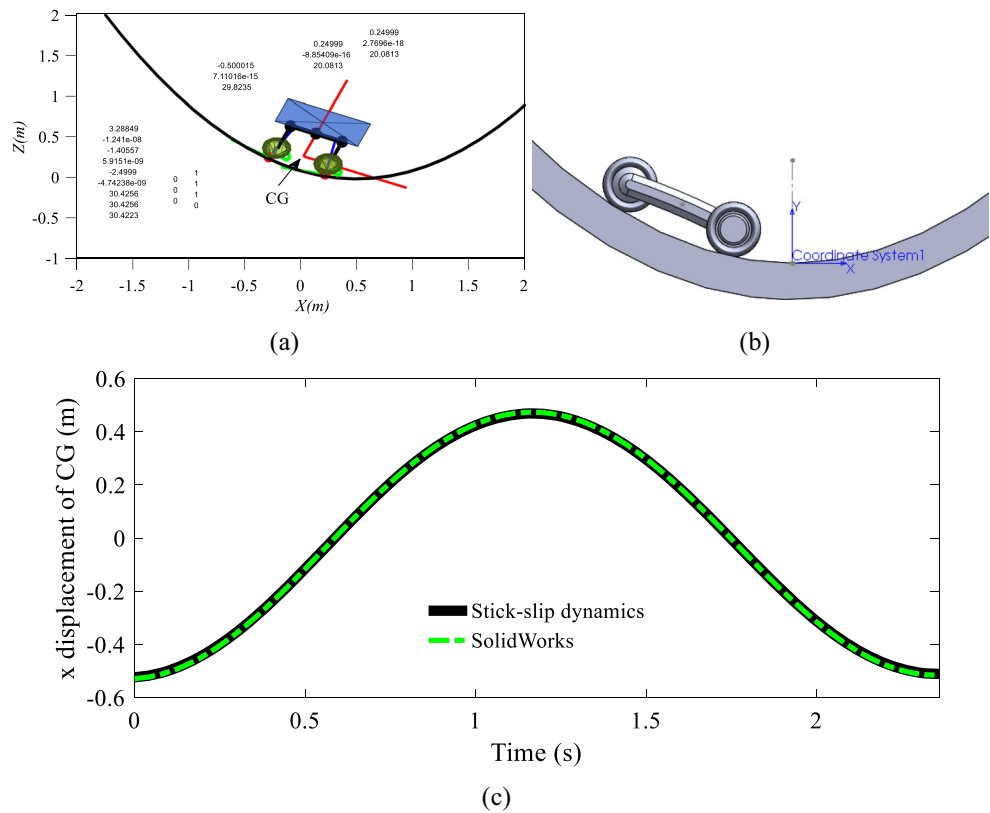 2
1.5
1
0.5
0
-0.5
-1
Z(m)
-2
-1.5
-1
-0.5
0
0.5
1
1.5
2
X(m)
-0.500015
7.11016e-15
29.8235
0.24999
-8.85409e-16
20.0813
0.24999
2.7696e-18
20.0813
3.28849
-1.241e-08
-1.40557
5.9151e-09
-2.4999
-4.74238e-09
30.4256
30.4256
30.4223
0 1
0 1
0 1
0 0
CG
(a)
Y
Coordinate System1
X
(b)
0.6
0.4
0.2
0
-0.2
-0.4
-0.6
x displacement of CG (m)
Stick-slip dynamics
SolidWorks
0
0.5
1
1.5
2
Time (s)
(c)